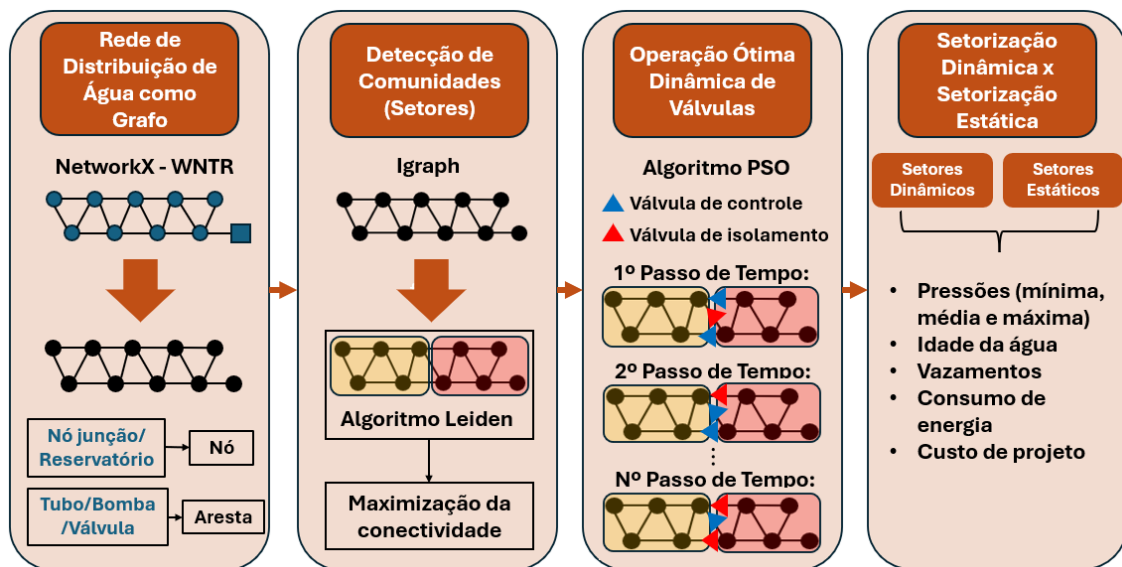 Rede de
Distribuição de
Água como
Grafo
NetworkX - WNTR
Nó junção/
Reservatório
Nó
Tubo/Bomba
/Válvula
Aresta
Detecção de
Comunidades
(Setores)
Igraph
Algoritmo Leiden
Maximização da
conectividade
Operação Ótima
Dinâmica de
Válvulas
Algoritmo PSO
Válvula de controle
Válvula de isolamento
1º Passo de Tempo:
2º Passo de Tempo:
⋮
Nº Passo de Tempo:
Setorização
Dinâmica x
Setorização
Estática
Setores
Dinâmicos
Setores
Estáticos
• Pressões (mínima,
média e máxima)
• Idade da água
• Vazamentos
• Consumo de
energia
• Custo de projeto